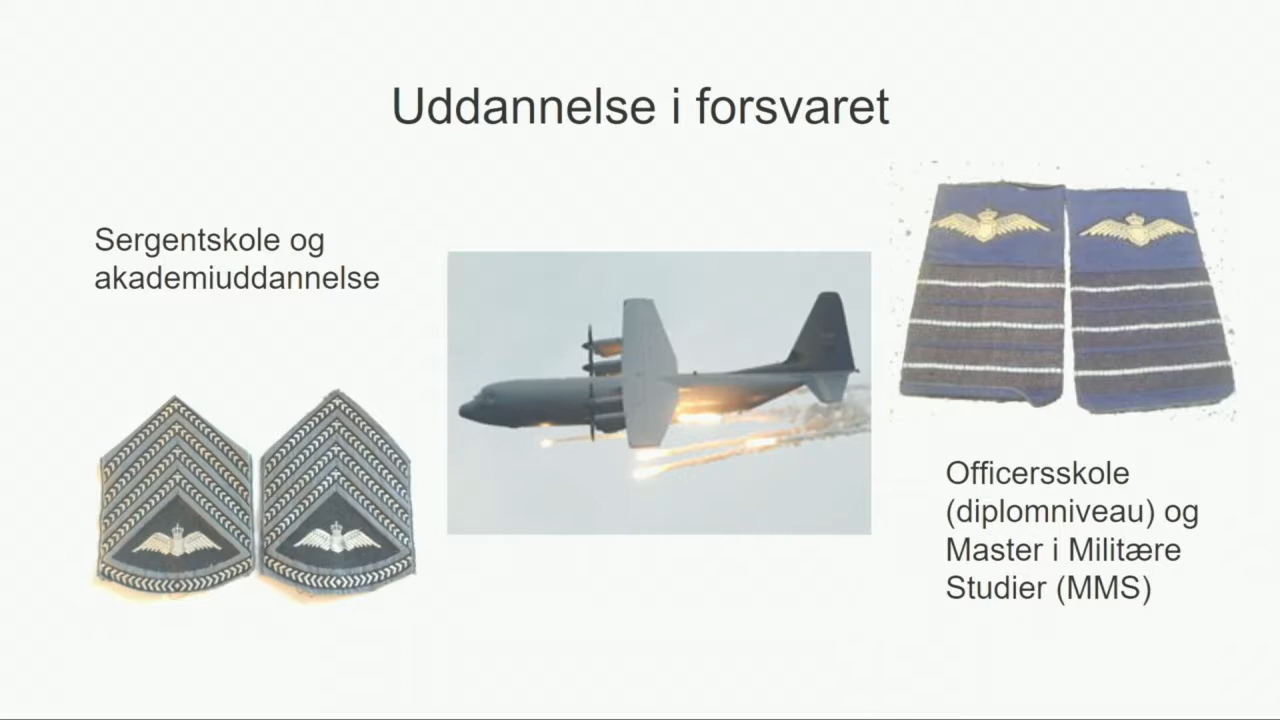 Uddannelse i forsvaret
Sergentskole og
akademiuddannelse
Officersskole
(diplomniveau) og
Master i Militære
Studier (MMS)